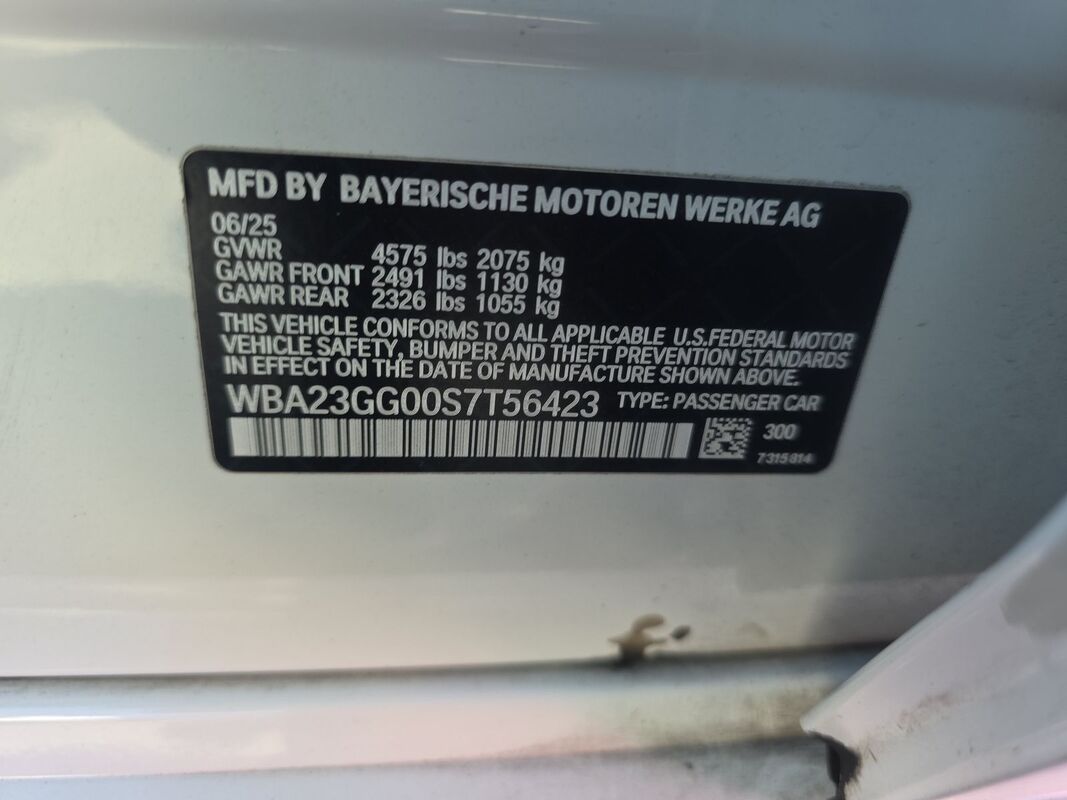 MFD BY BAYERISCHE MOTOREN WERKE AG
06/25
GVWR 4575 lbs 2075 kg
GAWR FRONT 2491 lbs 1130 kg
GAWR REAR 2326 lbs 1055 kg
THIS VEHICLE CONFORMS TO ALL APPLICABLE U.S.FEDERAL MOTOR
VEHICLE SAFETY, BUMPER AND THEFT PREVENTION STANDARDS
IN EFFECT ON THE DATE OF MANUFACTURE SHOWN ABOVE.
WBA23GG00S7T56423 TYPE: PASSENGER CAR
300
7315814